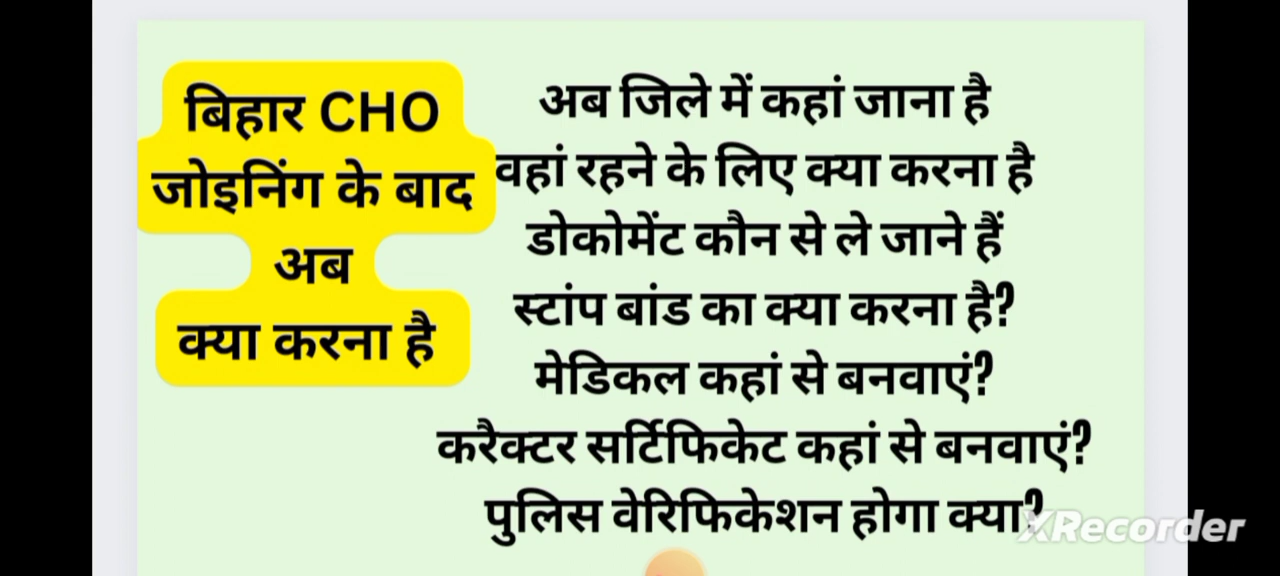 बिहार CHO
जोइनिंग के बाद
अब
क्या करना है
अब जिले में कहां जाना है
वहां रहने के लिए क्या करना है
डोकोमेंट कौन से ले जाने हैं
स्टांप बांड का क्या करना है?
मेडिकल कहां से बनवाएं?
करैक्टर सर्टिफिकेट कहां से बनवाएं?
पुलिस वेरिफिकेशन होगा क्या?
XRecorder